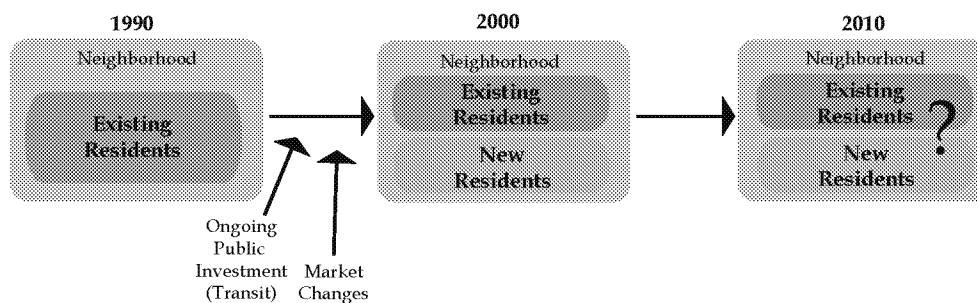 1990
Neighborhood
Existing
Residents
Ongoing
Public
Investment
(Transit)
Market
Changes
2000
Neighborhood
Existing
Residents
New
Residents
2010
Neighborhood
Existing
Residents
New
Residents
?